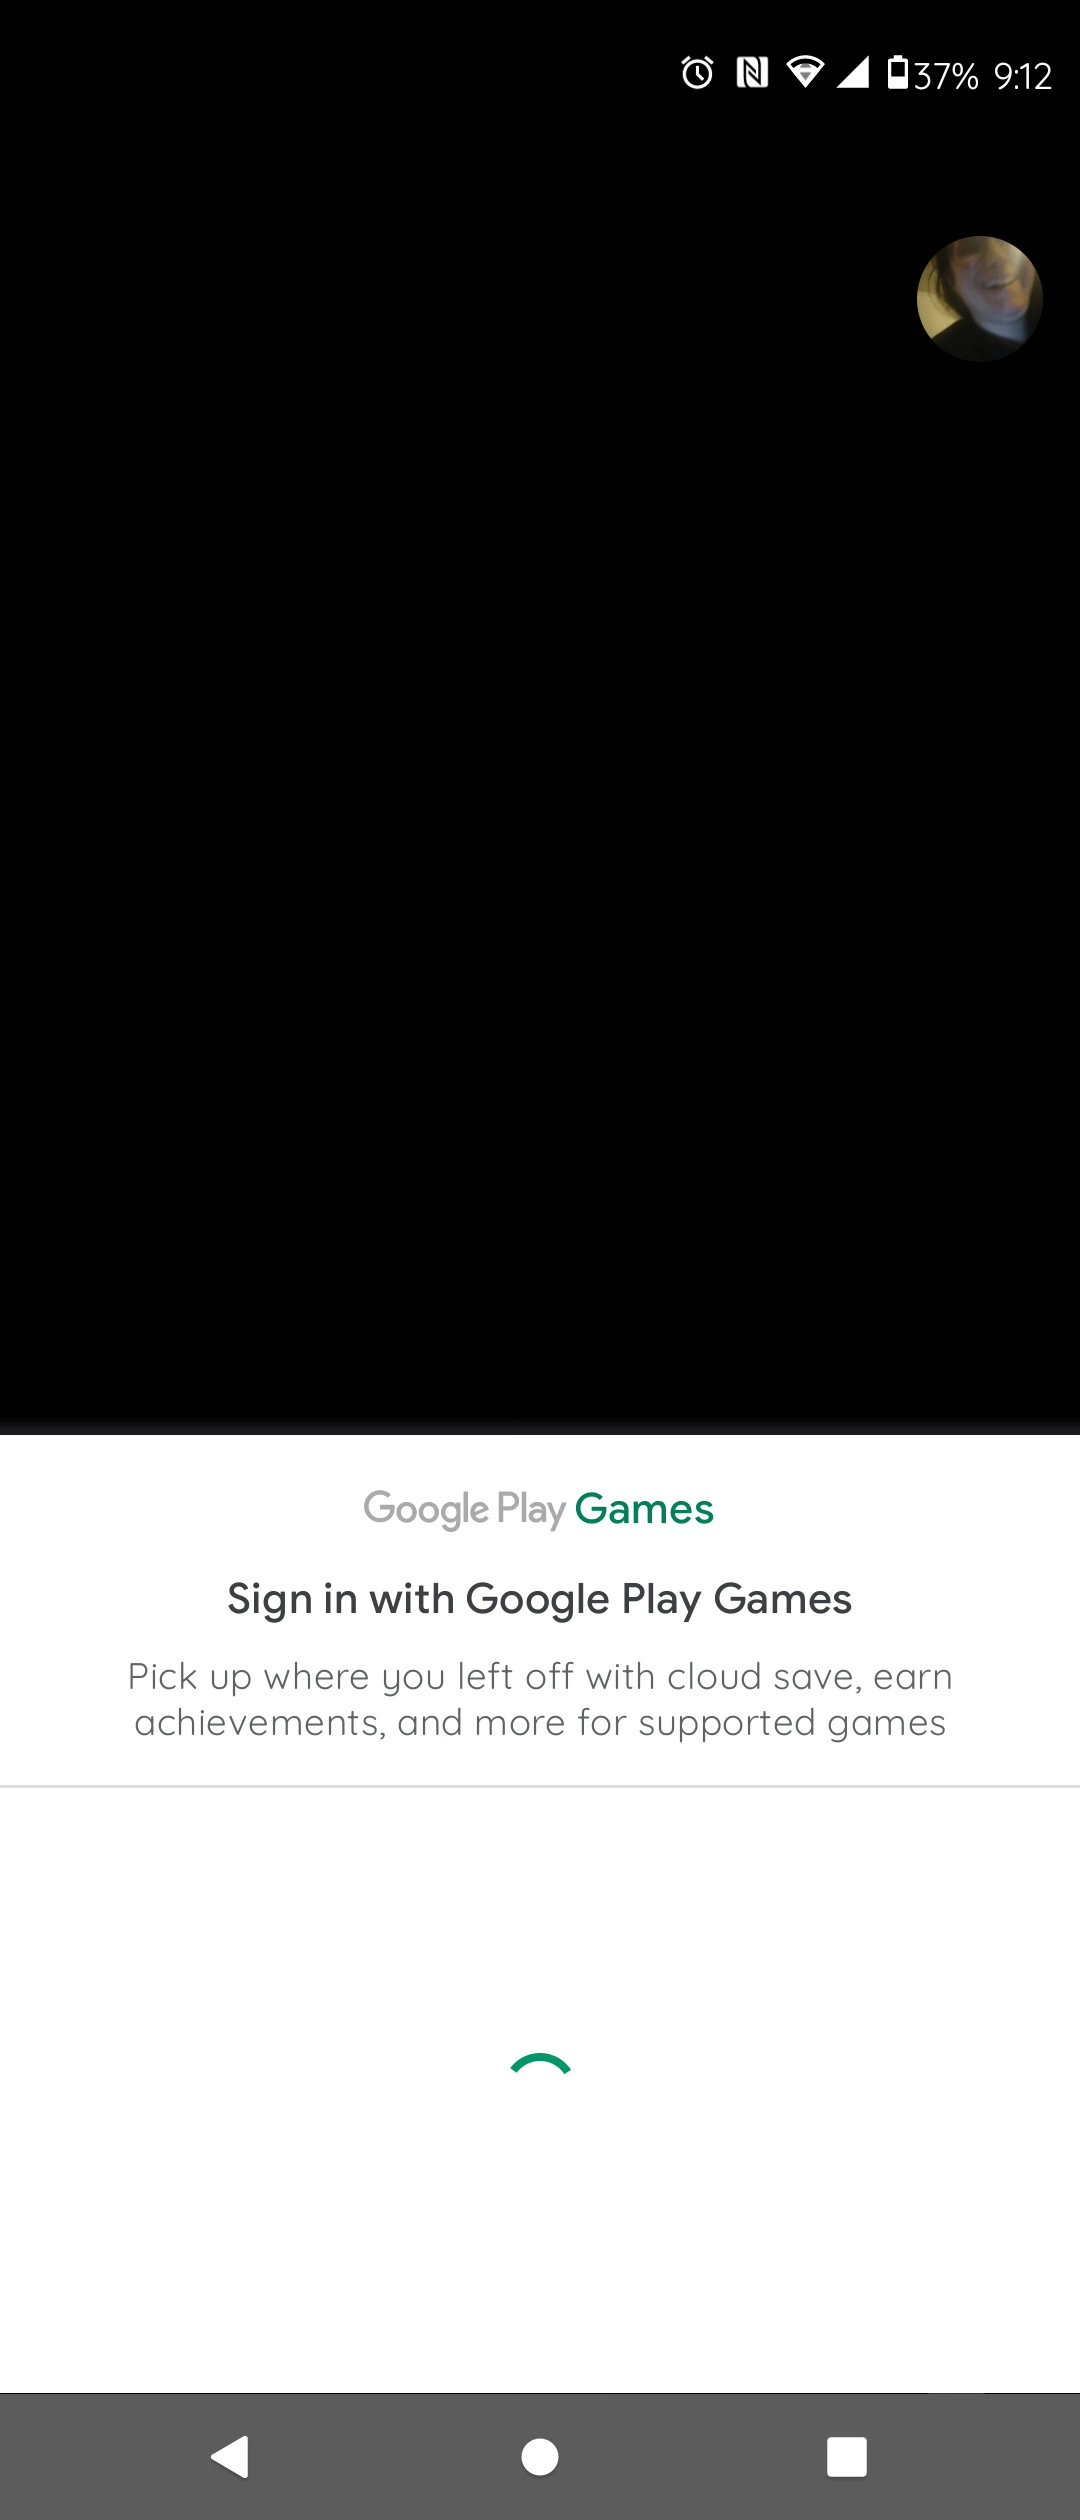 37% 9:12
Google Play Games
Sign in with Google Play Games
Pick up where you left off with cloud save, earn
achievements, and more for supported games